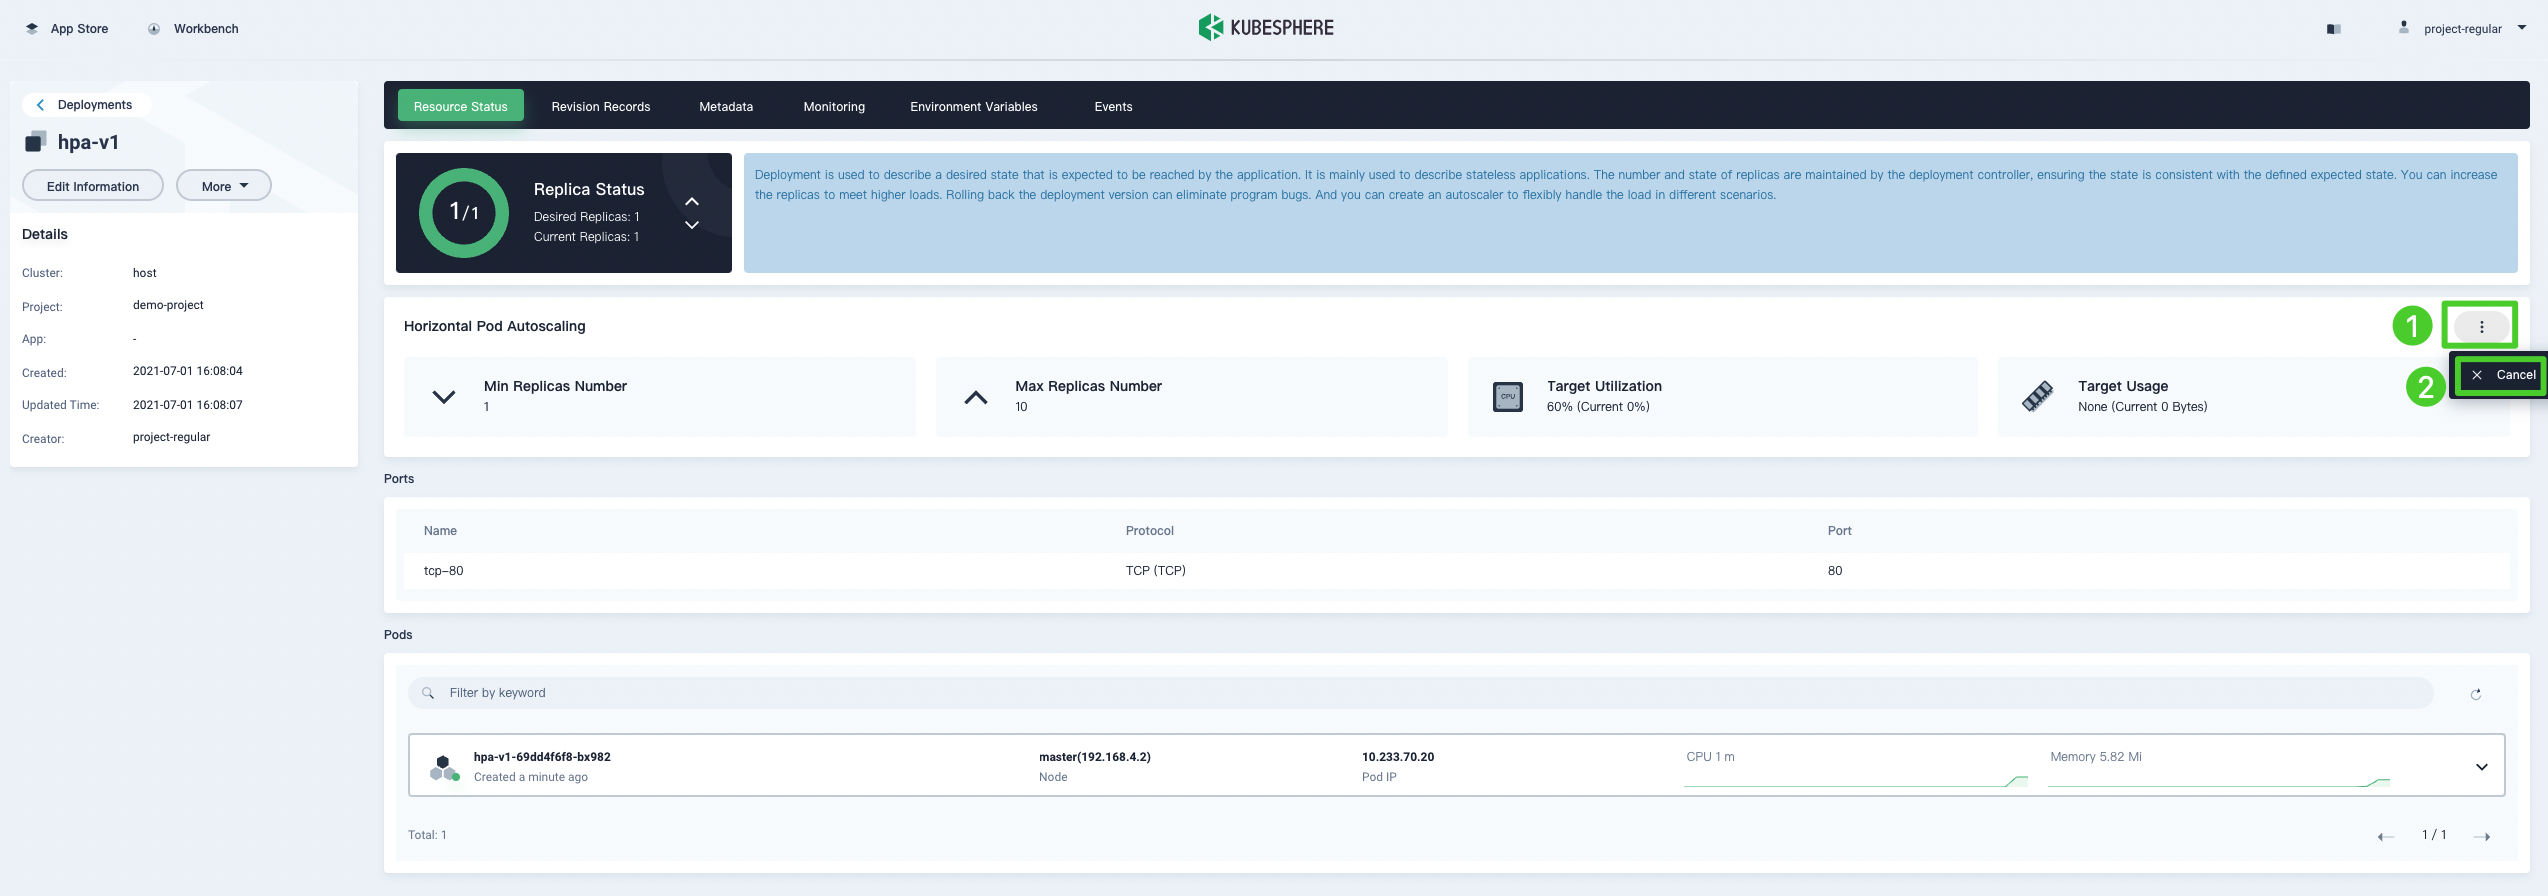 App Store
Workbench
KUBESPHERE
project-regular
Deployments
hpa-v1
Edit Information
More
Details
Cluster: host
Project: demo-project
App: -
Created: 2021-07-01 16:08:04
Updated Time: 2021-07-01 16:08:07
Creator: project-regular
Resource Status
Revision Records
Metadata
Monitoring
Environment Variables
Events
1/1
Replica Status
Desired Replicas: 1
Current Replicas: 1
Deployment is used to describe a desired state that is expected to be reached by the application. It is mainly used to describe stateless applications. The number and state of replicas are maintained by the deployment controller, ensuring the state is consistent with the defined expected state. You can increase
the replicas to meet higher loads. Rolling back the deployment version can eliminate program bugs. And you can create an autoscaler to flexibly handle the load in different scenarios.
Horizontal Pod Autoscaling
1
2
Cancel
Min Replicas Number
1
Max Replicas Number
10
CPU
Target Utilization
60% (Current 0%)
Target Usage
None (Current 0 Bytes)
Ports
Name Protocol Port
tcp-80 TCP (TCP) 80
Pods
Filter by keyword
hpa-v1-69dd4f6f8-bx982
Created a minute ago
master(192.168.4.2)
Node
10.233.70.20
Pod IP
CPU 1 m
Memory 5.82 Mi
Total: 1
1 / 1